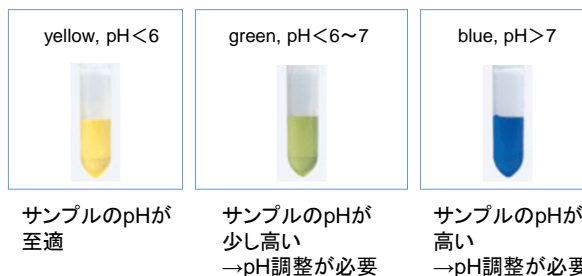 yellow, pH＜6
green, pH＜6～7
blue, pH＞7
サンプルのpHが
至適
サンプルのpHが
少し高い
→pH調整が必要
サンプルのpHが
高い
→pH調整が必要